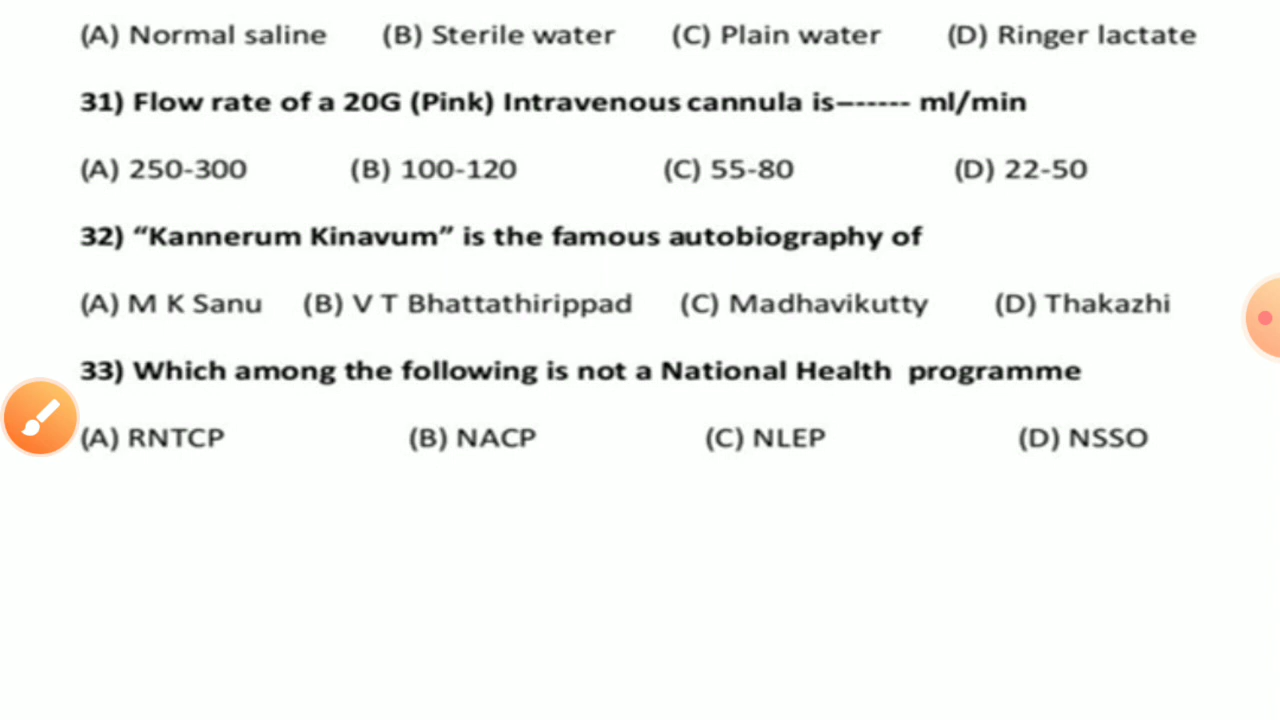 (A) Normal saline (B) Sterile water (C) Plain water (D) Ringer lactate
31) Flow rate of a 20G (Pink) Intravenous cannula is------- ml/min
(A) 250-300 (B) 100-120 (C) 55-80 (D) 22-50
32) “Kannerum Kinavum” is the famous autobiography of
(A) M K Sanu (B) V T Bhattathirippad (C) Madhavikutty (D) Thakazhi
33) Which among the following is not a National Health programme
(A) RNTCP (B) NACP (C) NLEP (D) NSSO